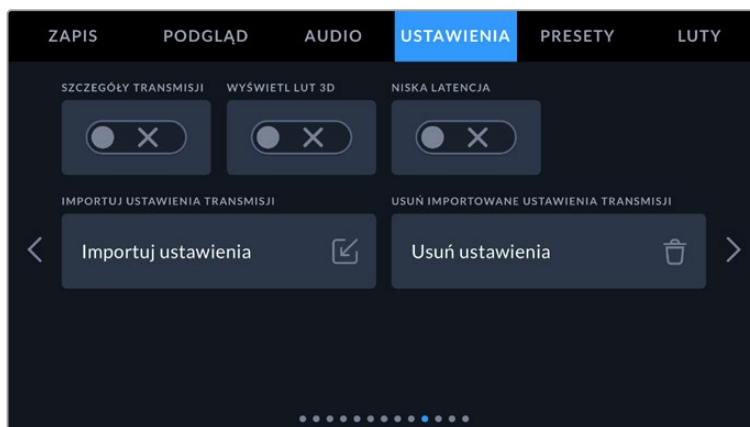 ZAPIS PODGLĄD AUDIO USTAWIENIA PRESETY LUTY
SZCZEGÓŁY TRANSMISJI WYŚWIETL LUT 3D NISKA LATENCJA
IMPORTUJ USTAWIENIA TRANSMISJI USUŃ IMPORTOWANE USTAWIENIA TRANSMISJI
Importuj ustawienia Usuń ustawienia